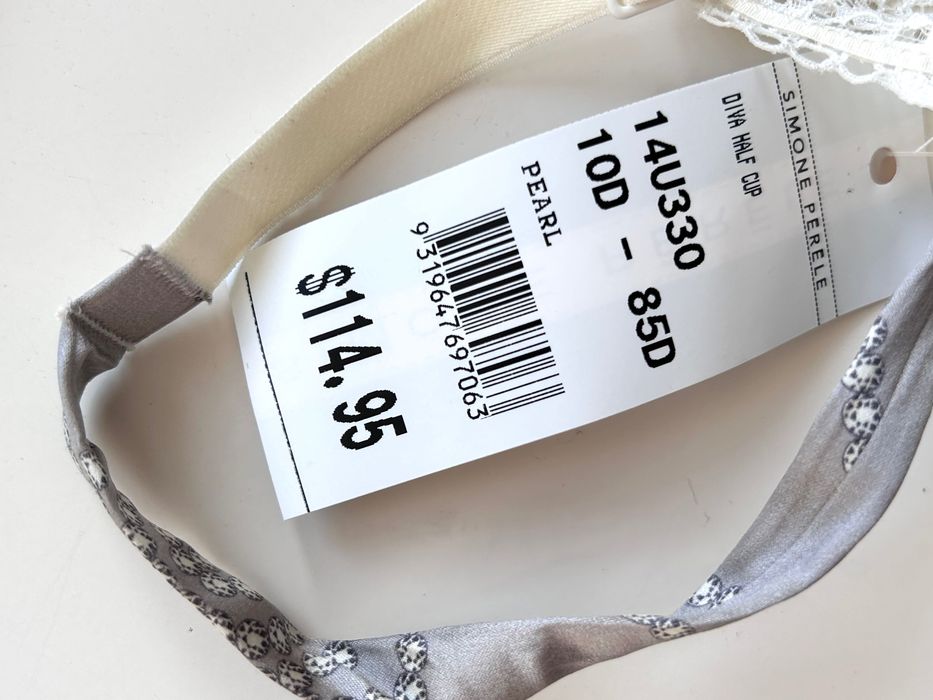 SIMONE PERELE
DIVA HALF CUP
14U330
10D - 85D
PEARL
9319647697063
$114.95